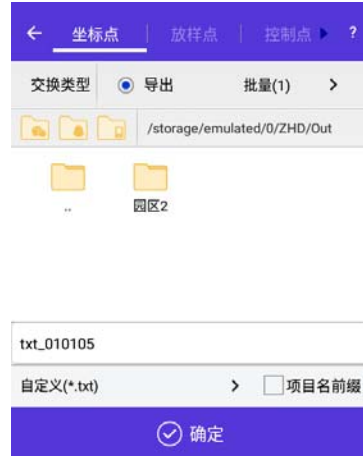 坐标点 放样点 控制点 ?
交换类型 导出 批量(1) >
/storage/emulated/0/ZHD/Out
.. 园区2
txt_010105
自定义(*.txt) > 项目名前缀
确定